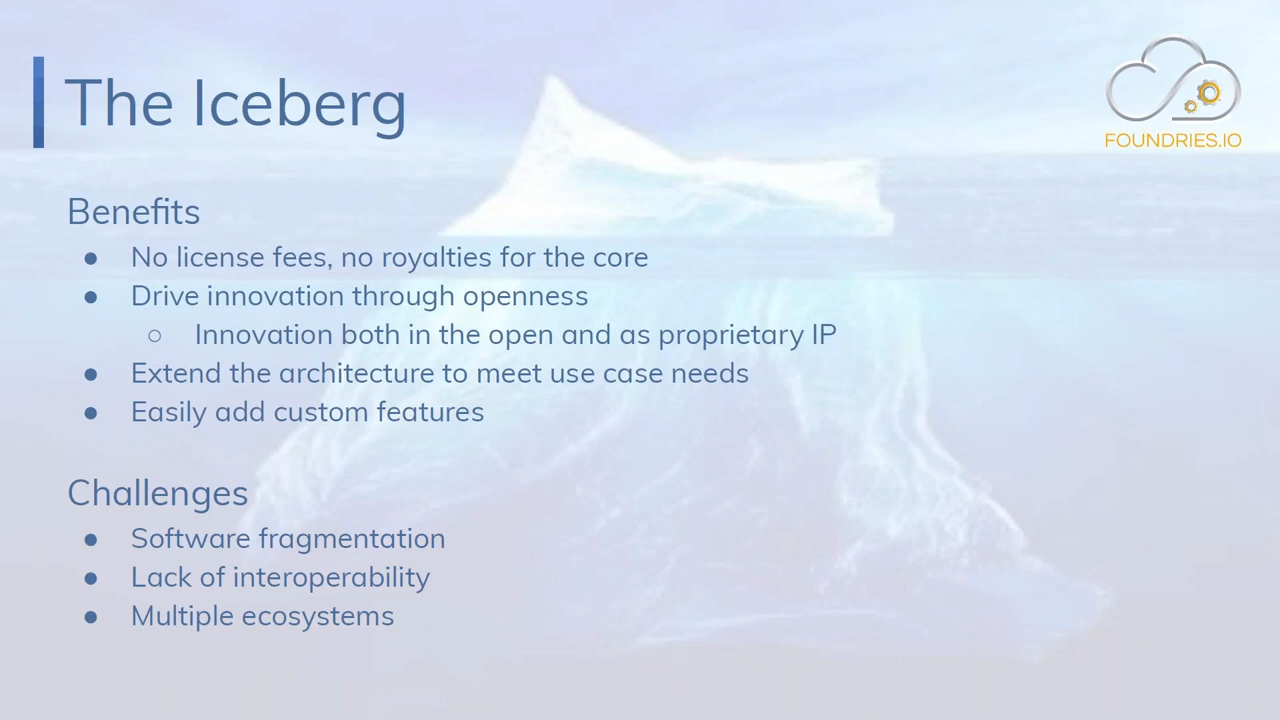 The Iceberg
FOUNDRIES.IO
Benefits
● No license fees, no royalties for the core
● Drive innovation through openness
○ Innovation both in the open and as proprietary IP
● Extend the architecture to meet use case needs
● Easily add custom features
Challenges
● Software fragmentation
● Lack of interoperability
● Multiple ecosystems